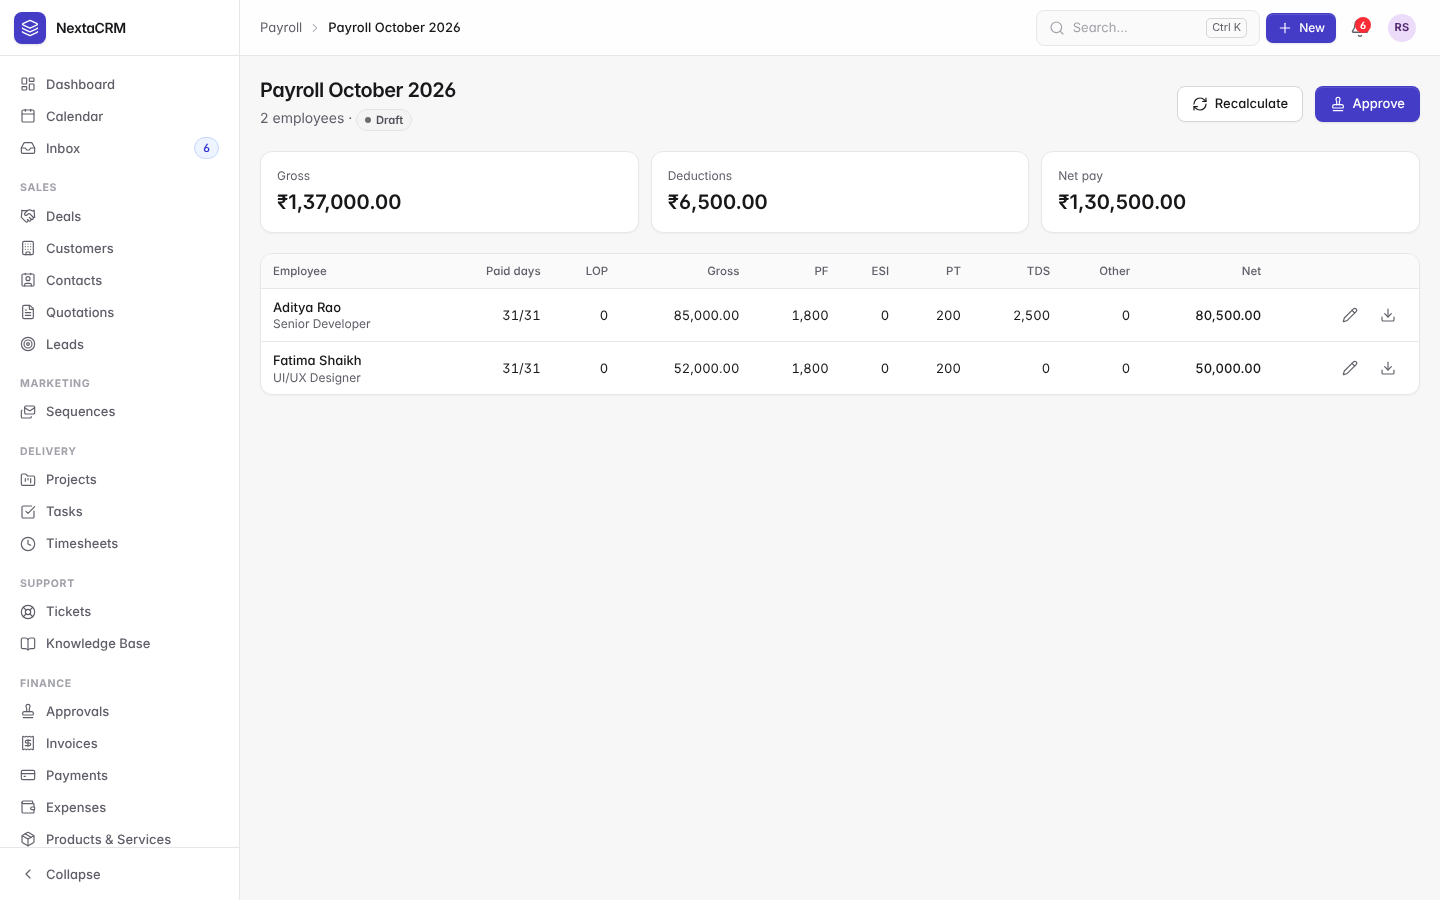 NextaCRM
Payroll > Payroll October 2026
Search... Ctrl K
New
6
RS
Dashboard
Calendar
Inbox 6
SALES
Deals
Customers
Contacts
Quotations
Leads
MARKETING
Sequences
DELIVERY
Projects
Tasks
Timesheets
SUPPORT
Tickets
Knowledge Base
FINANCE
Approvals
Invoices
Payments
Expenses
Products & Services
Collapse
Payroll October 2026
2 employees · Draft
Recalculate
Approve
Gross
₹1,37,000.00
Deductions
₹6,500.00
Net pay
₹1,30,500.00
Employee Paid days LOP Gross PF ESI PT TDS Other Net
Aditya Rao 31/31 0 85,000.00 1,800 0 200 2,500 0 80,500.00
Senior Developer
Fatima Shaikh 31/31 0 52,000.00 1,800 0 200 0 0 50,000.00
UI/UX Designer